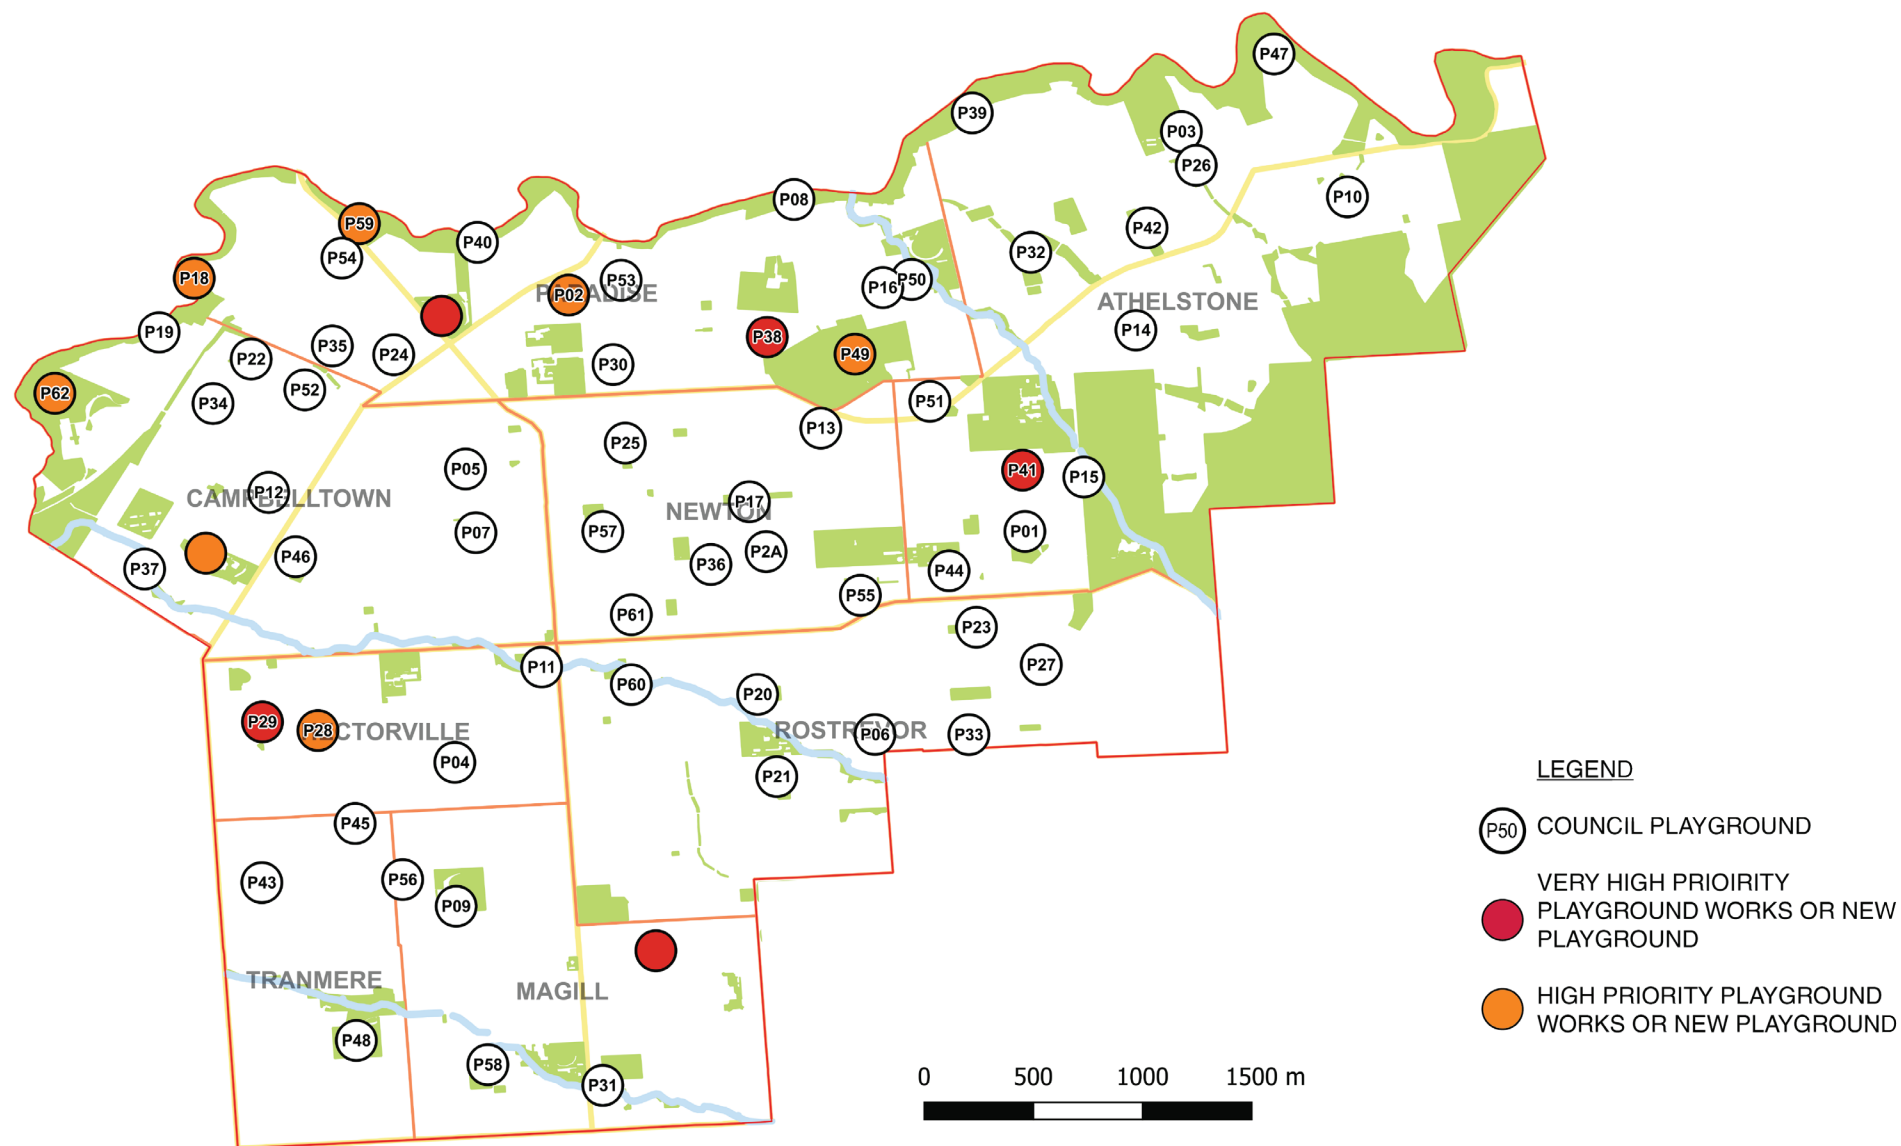 P47
P39
P03
P26
P10
P08
P59
P42
P40
P54
P32
P18
P53
P50
P16
P02
PARADISE
ATHELSTONE
P19
P14
P38
P35
P24
P49
P22
P30
P52
P62
P34
P51
P13
P25
P05
P41
P15
P12
CAMPBELLTOWN
P17
NEWTON
P07
P57
P01
P2A
P46
P36
P37
P44
P55
P61
P23
P27
P11
P60
P20
P29
P28
VICTORVILLE
ROSTREVOR
P06
P33
P04
P21
P45
P43
P56
P09
TRANMERE
MAGILL
P48
P58
P31
0 500 1000 1500 m
LEGEND
P50 COUNCIL PLAYGROUND
VERY HIGH PRIOIRITY
PLAYGROUND WORKS OR NEW
PLAYGROUND
HIGH PRIORITY PLAYGROUND
WORKS OR NEW PLAYGROUND